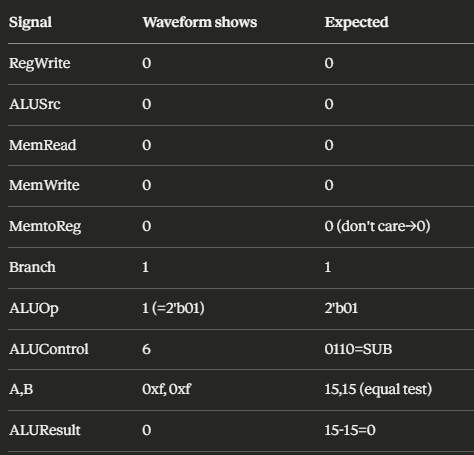 Signal Waveform shows Expected
RegWrite 0 0
ALUSrc 0 0
MemRead 0 0
MemWrite 0 0
MemtoReg 0 0 (don't care→0)
Branch 1 1
ALUOp 1 (=2'b01) 2'b01
ALUControl 6 0110=SUB
A,B 0xf, 0xf 15,15 (equal test)
ALUResult 0 15-15=0